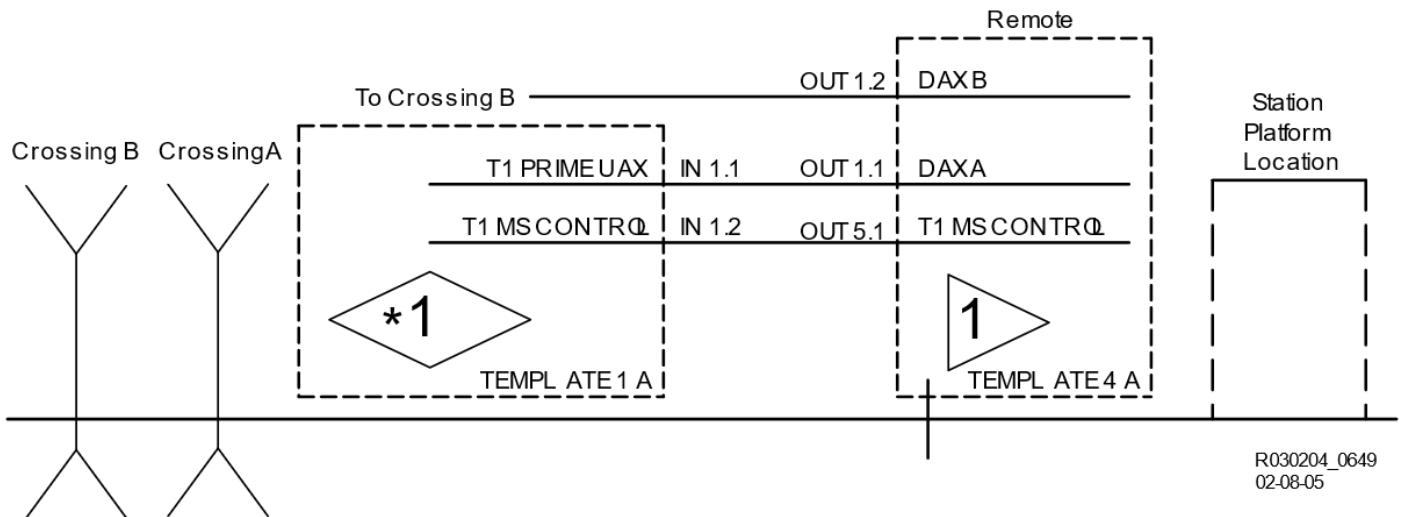 Remote
OUT 1.2 DAX B
To Crossing B
Station
Platform
Location
Crossing B Crossing A
T1 PRIME UAX IN 1.1 OUT 1.1 DAX A
T1 MS CONTROL IN 1.2 OUT 5.1 T1 MS CONTROL
*1 1
TEMPLATE 1 A TEMPLATE 4 A
R030204_0649
02-08-05